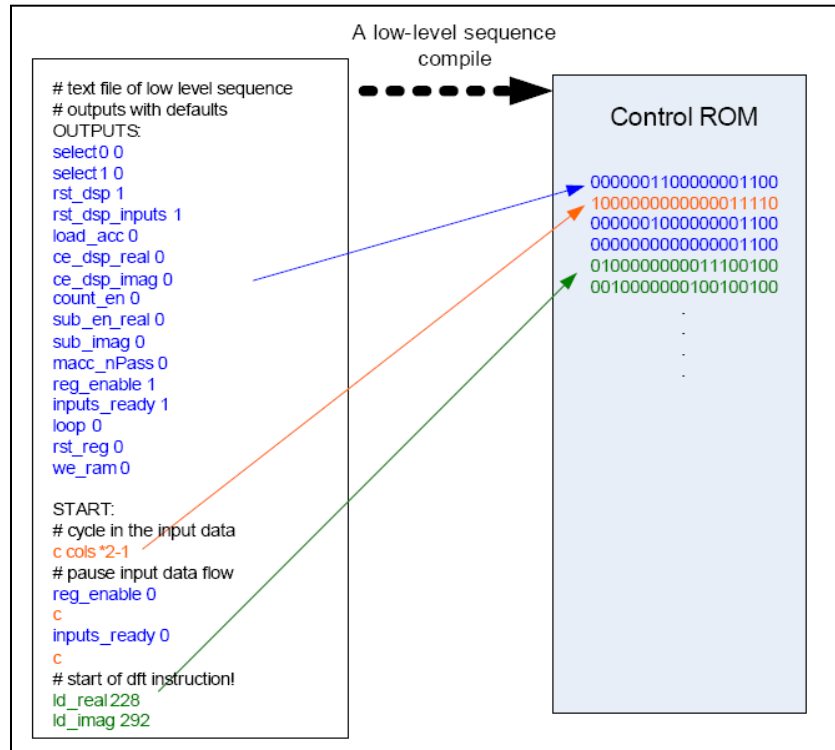 A low-level sequence
compile
# text file of low level sequence
# outputs with defaults
OUTPUTS:
select0 0
select1 0
rst_dsp 1
rst_dsp_inputs 1
load_acc 0
ce_dsp_real 0
ce_dsp_imag 0
count_en 0
sub_en_real 0
sub_imag 0
macc_nPass 0
reg_enable 1
inputs_ready 1
loop 0
rst_reg 0
we_ram 0
START:
# cycle in the input data
c cols *2-1
# pause input data flow
reg_enable 0
c
inputs_ready 0
c
# start of dft instruction!
ld_real 228
ld_imag 292
Control ROM
0000001100000001100
1000000000000011110
0000001000000001100
0000000000000001100
0100000000011100100
0010000000100100100
.
.
.
.